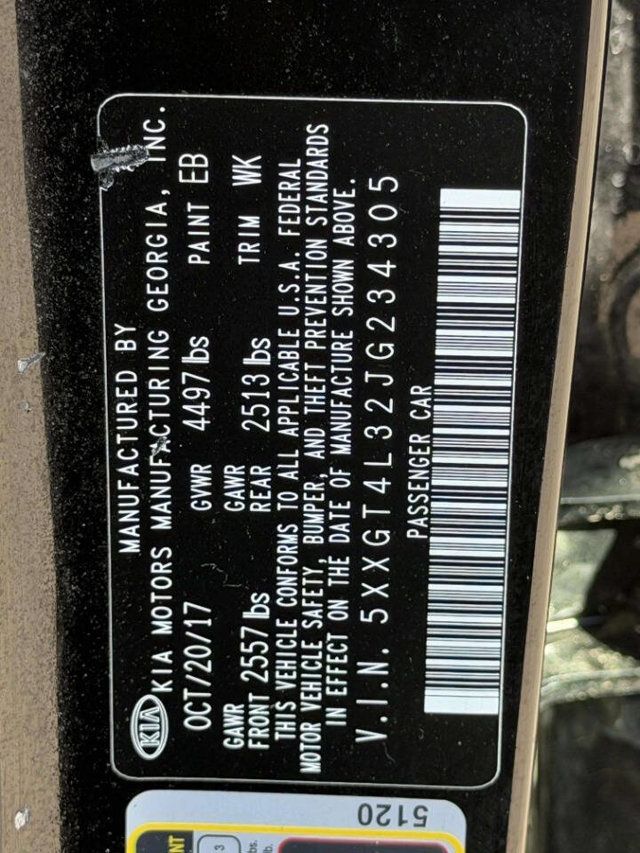 MANUFACTURED BY
KIA KIA MOTORS MANUFACTURING GEORGIA, INC.
OCT/20/17 GVWR 4497 lbs PAINT EB
GAWR GAWR
FRONT 2557 lbs REAR 2513 lbs TRIM WK
THIS VEHICLE CONFORMS TO ALL APPLICABLE U.S.A. FEDERAL
MOTOR VEHICLE SAFETY, BUMPER, AND THEFT PREVENTION STANDARDS
IN EFFECT ON THE DATE OF MANUFACTURE SHOWN ABOVE.
V.I.N. 5XXGT4L32JG234305
PASSENGER CAR
5120
3